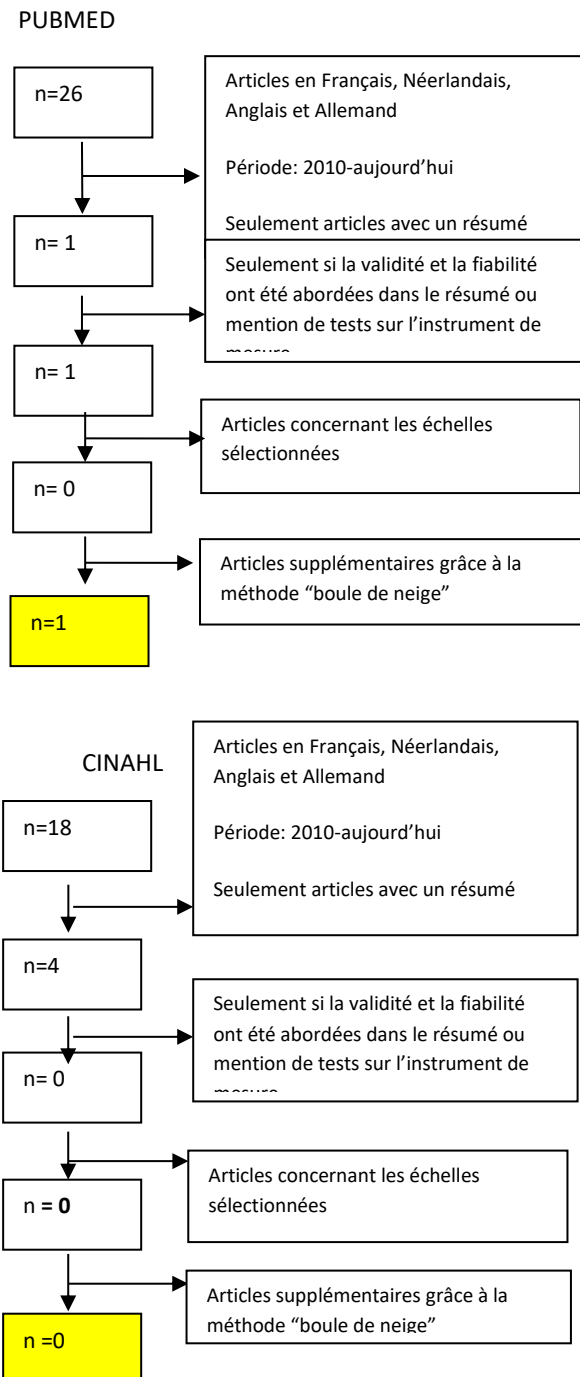 PUBMED
n=26
Articles en Français, Néerlandais,
Anglais et Allemand
Période: 2010-aujourd’hui
Seulement articles avec un résumé
n= 1
Seulement si la validité et la fiabilité
ont été abordées dans le résumé ou
mention de tests sur l’instrument de
n= 1
Articles concernant les échelles
sélectionnées
n= 0
Articles supplémentaires grâce à la
méthode “boule de neige”
n=1
CINAHL
Articles en Français, Néerlandais,
Anglais et Allemand
n=18
Période: 2010-aujourd’hui
Seulement articles avec un résumé
n=4
Seulement si la validité et la fiabilité
ont été abordées dans le résumé ou
mention de tests sur l’instrument de
n= 0
Articles concernant les échelles
sélectionnées
n = 0
Articles supplémentaires grâce à la
méthode “boule de neige”
n =0